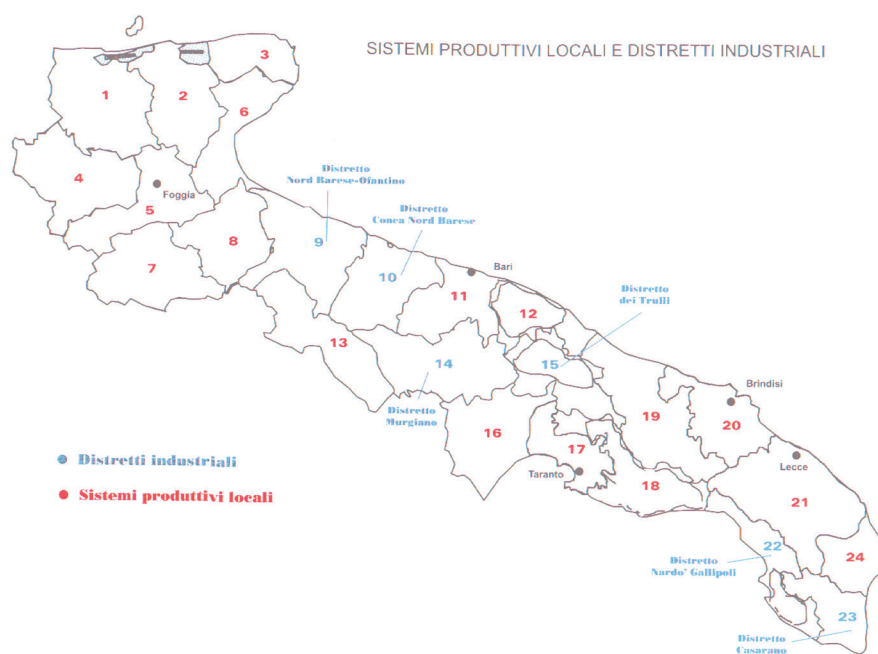 SISTEMI PRODUTTIVI LOCALI E DISTRETTI INDUSTRIALI
3
1
2
6
Distretto
Nord Barese-Ofantino
4
Foggia
5
Distretto
Conca Nord Barese
8
9
7
10
Bari
11
Distretto
dei Trulli
12
13
14
15
Brindisi
Distretto
Murgiano
19
20
16
17
Distretti industriali
Lecce
Taranto
18
Sistemi produttivi locali
21
22
24
Distretto
Nardo' Gallipoli
23
Distretto
Casarano